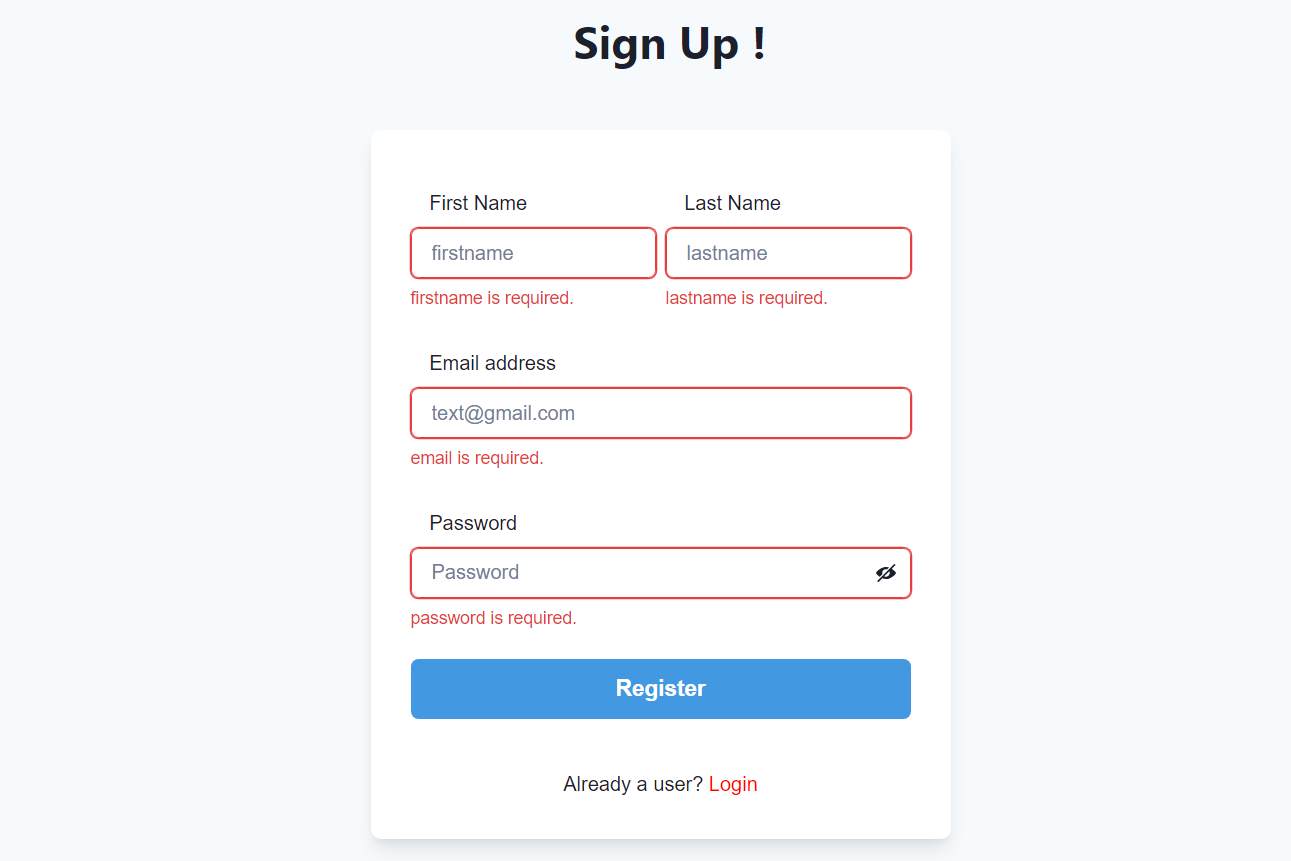 Sign Up !
First Name
Last Name
firstname
lastname
firstname is required.
lastname is required.
Email address
text@gmail.com
email is required.
Password
Password
password is required.
Register
Already a user? Login